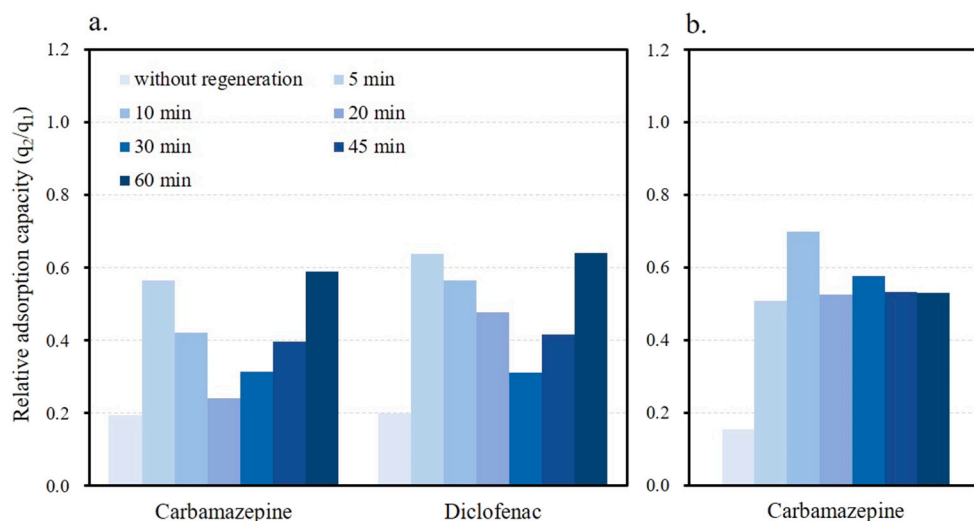 a.
Relative adsorption capacity (q₂/q₁)
1.2
1.0
0.8
0.6
0.4
0.2
0.0
without regeneration
5 min
10 min
20 min
30 min
45 min
60 min
Carbamazepine
Diclofenac
b.
1.2
1.0
0.8
0.6
0.4
0.2
0.0
Carbamazepine